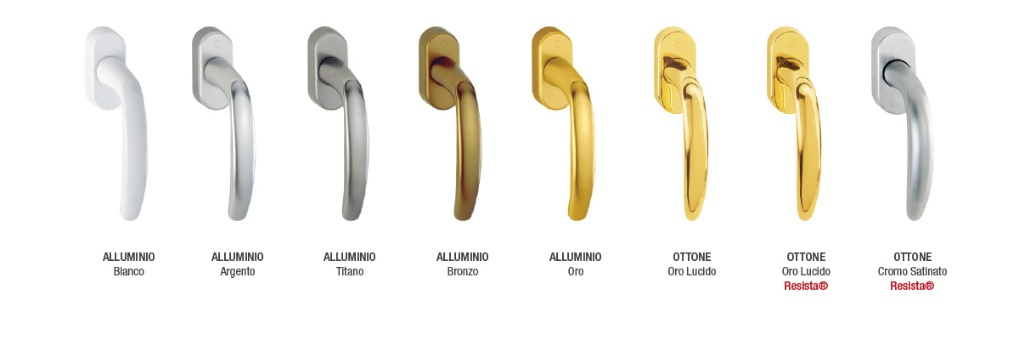 ALLUMINIO
Bianco
ALLUMINIO
Argento
ALLUMINIO
Titano
ALLUMINIO
Bronzo
ALLUMINIO
Oro
OTTONE
Oro Lucido
OTTONE
Oro Lucido
Resista®
OTTONE
Cromo Satinato
Resista®